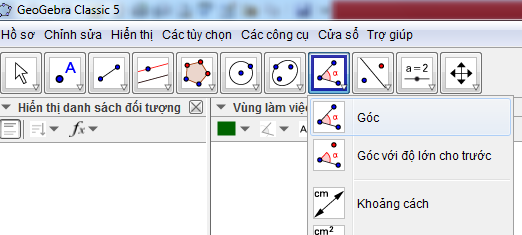 GeoGebra Classic 5
Hồ sơ Chỉnh sửa Hiển thị Các tùy chọn Các công cụ Cửa sổ Trợ giúp
A α a = 2
Hiển thị danh sách đối tượng Vùng làm việ
fx A
α Góc
α Góc với độ lớn cho trước
cm Khoảng cách
cm²